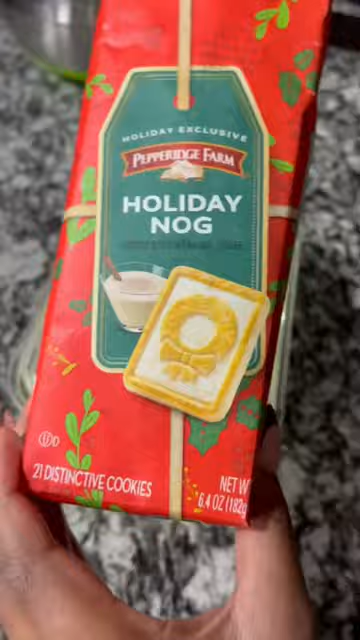 HOLIDAY EXCLUSIVE
PEPPERIDGE FARM
HOLIDAY
NOG
U D
21 DISTINCTIVE COOKIES
NET W
6.4 OZ (182g